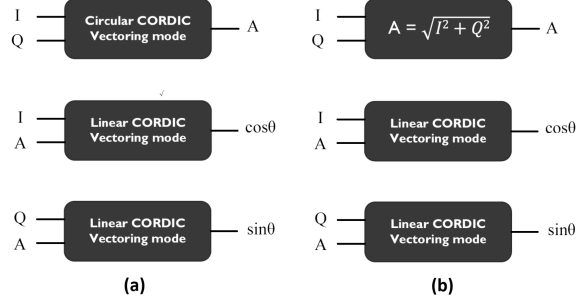 I
Q
Circular CORDIC
Vectoring mode
A
I
Q
A = √I² + Q²
A
I
A
Linear CORDIC
Vectoring mode
cosθ
I
A
Linear CORDIC
Vectoring mode
cosθ
Q
A
Linear CORDIC
Vectoring mode
sinθ
Q
A
Linear CORDIC
Vectoring mode
sinθ
(a)
(b)